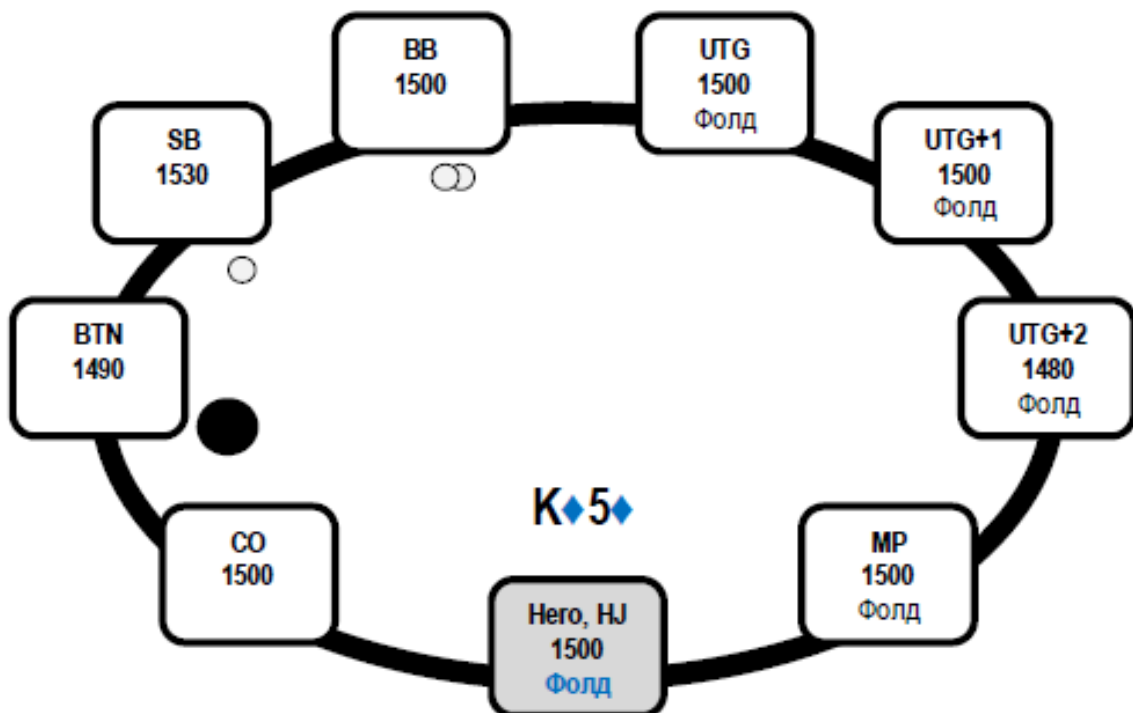 BB
1500
UTG
1500
Фолд
SB
1530
UTG+1
1500
Фолд
BTN
1490
UTG+2
1480
Фолд
K♦5♦
CO
1500
MP
1500
Фолд
Hero, HJ
1500
Фолд